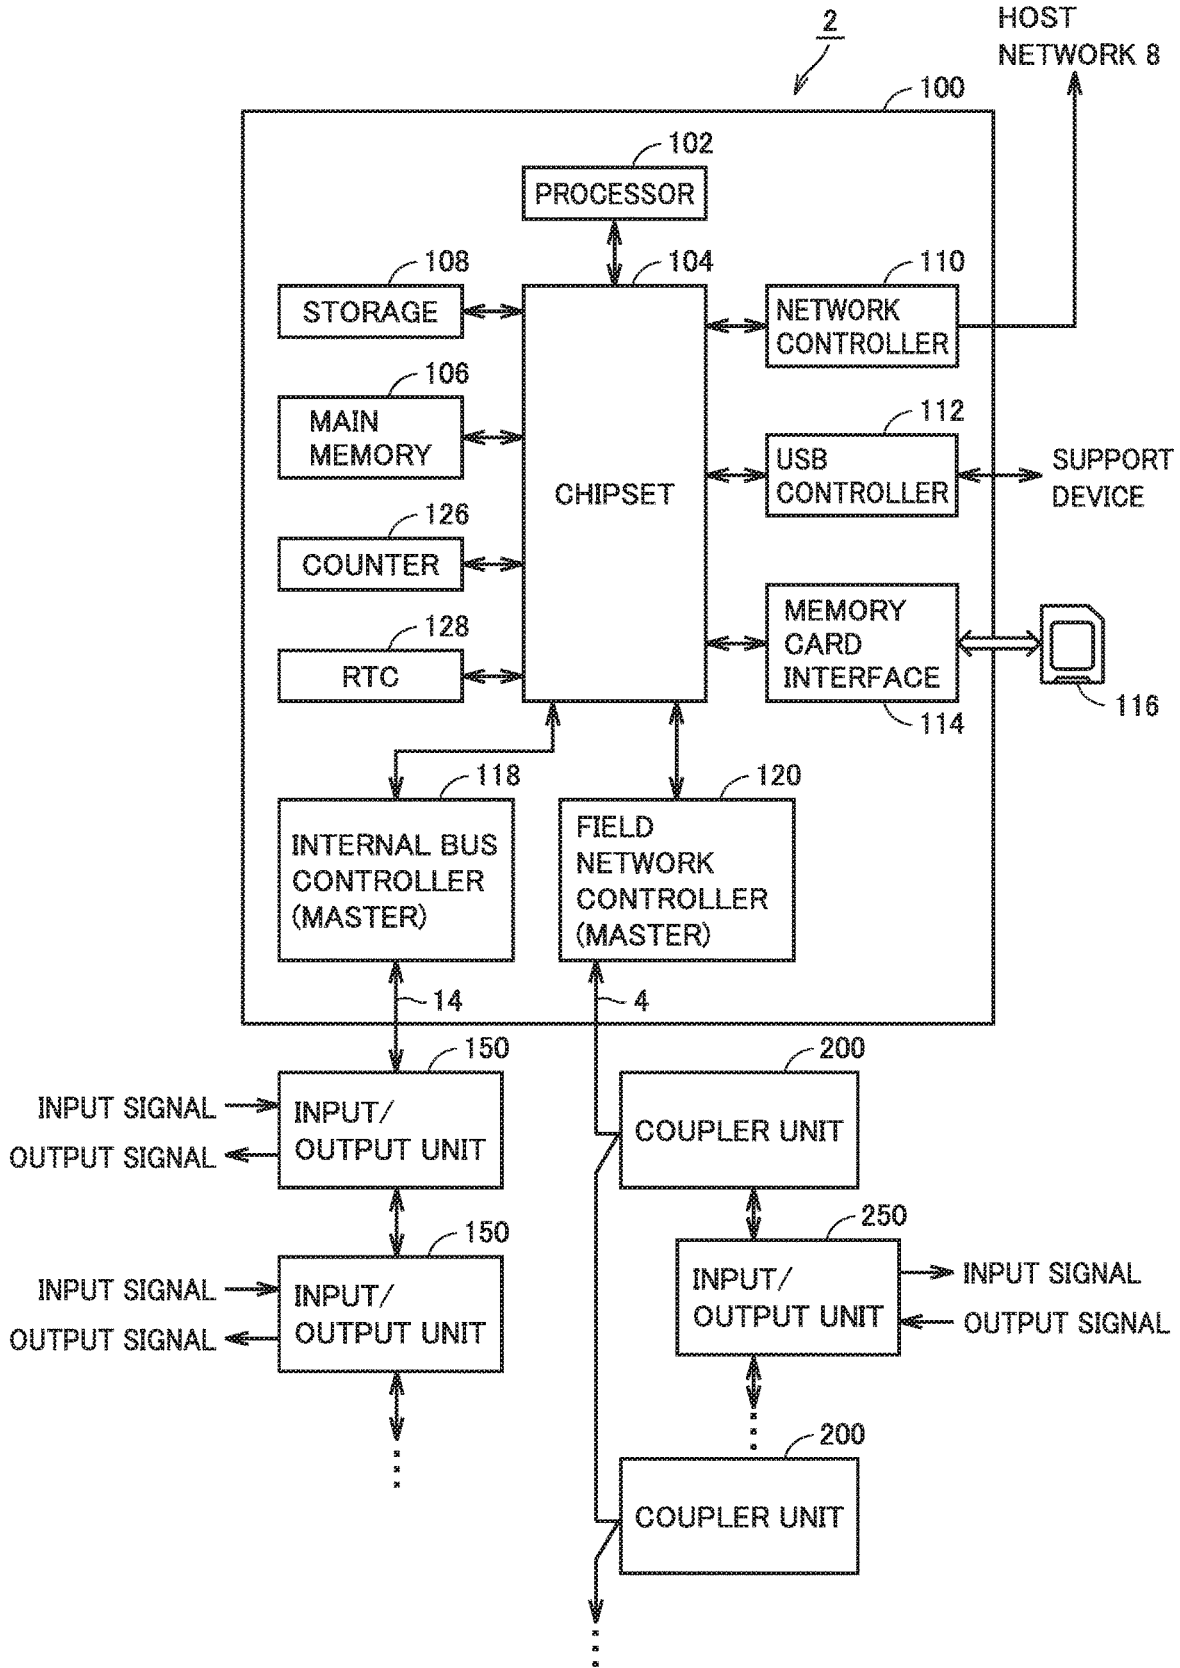 2
HOST
NETWORK 8
100
102
PROCESSOR
108
STORAGE
104
CHIPSET
110
NETWORK
CONTROLLER
106
MAIN
MEMORY
112
USB
CONTROLLER
SUPPORT
DEVICE
126
COUNTER
128
RTC
MEMORY
CARD
INTERFACE
114
116
118
INTERNAL BUS
CONTROLLER
(MASTER)
120
FIELD
NETWORK
CONTROLLER
(MASTER)
14
4
150
INPUT SIGNAL
OUTPUT SIGNAL
INPUT/
OUTPUT UNIT
200
COUPLER UNIT
150
INPUT SIGNAL
OUTPUT SIGNAL
INPUT/
OUTPUT UNIT
250
INPUT/
OUTPUT UNIT
INPUT SIGNAL
OUTPUT SIGNAL
200
COUPLER UNIT